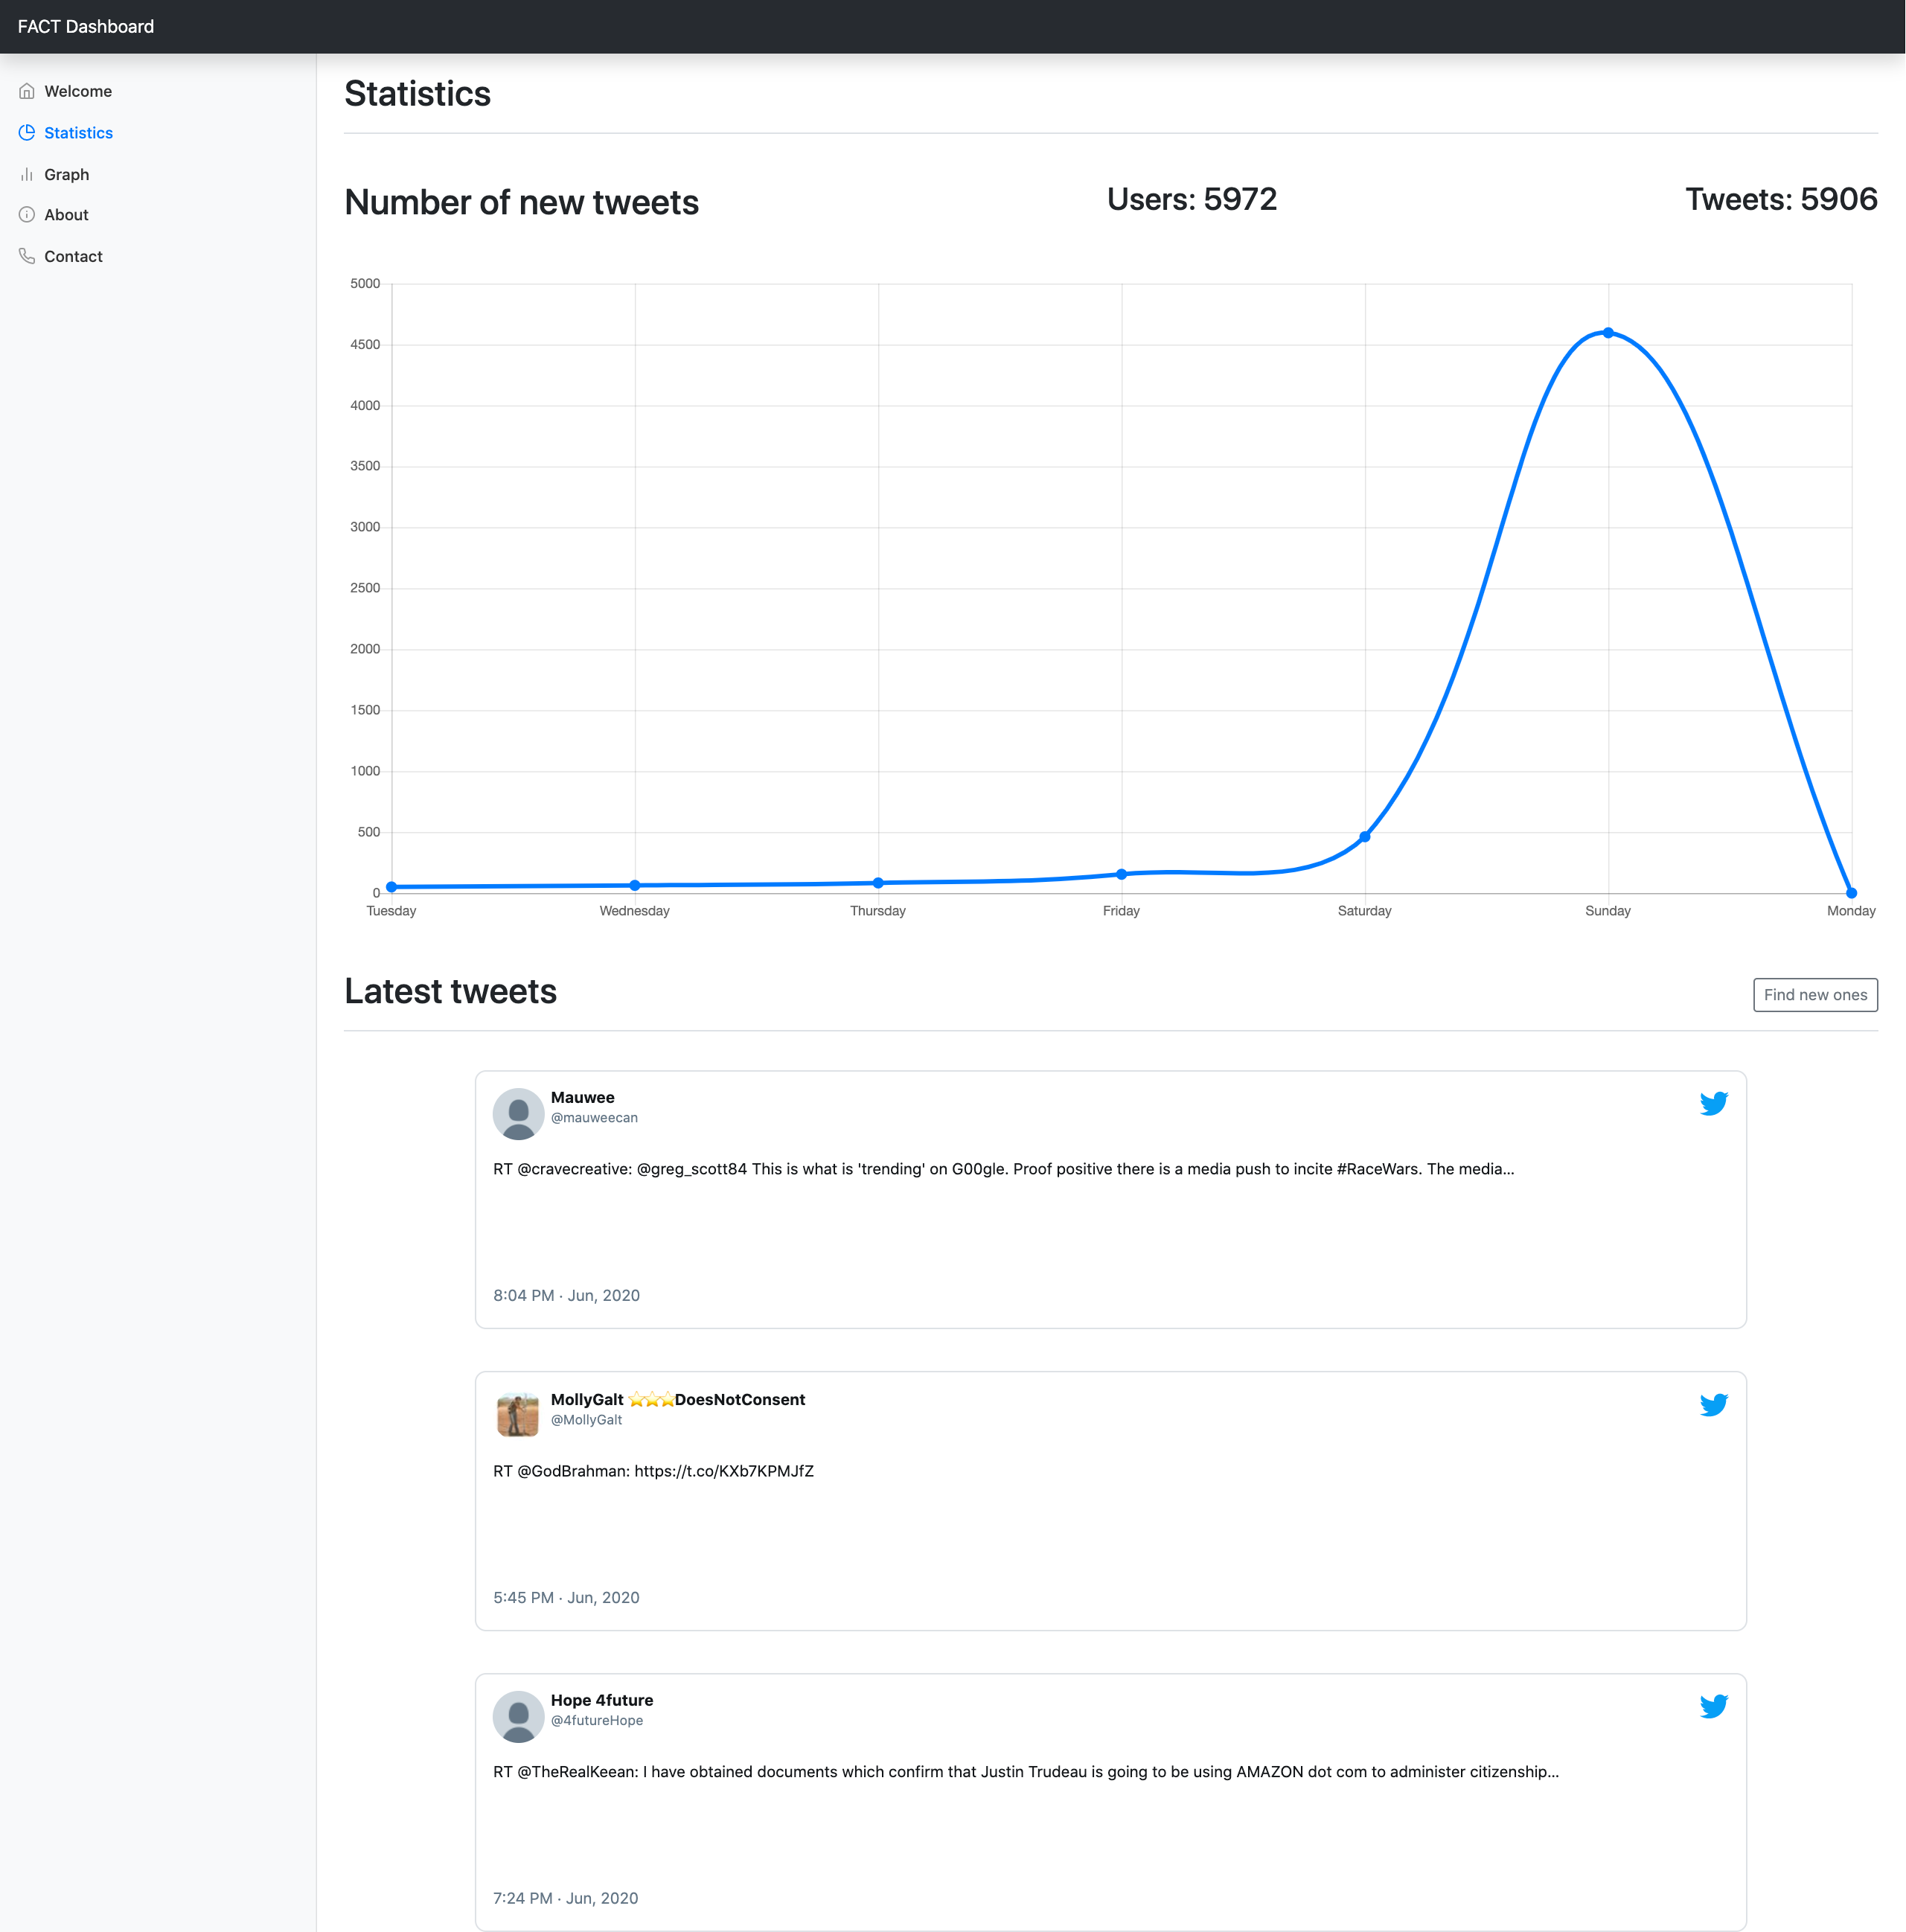 FACT Dashboard
Welcome
Statistics
Graph
About
Contact
Statistics
Number of new tweets
Users: 5972
Tweets: 5906
5000
4500
4000
3500
3000
2500
2000
1500
1000
500
0
Tuesday Wednesday Thursday Friday Saturday Sunday Monday
Latest tweets
Find new ones
Mauwee
@mauweecan
RT @cravecreative: @greg_scott84 This is what is 'trending' on G00gle. Proof positive there is a media push to incite #RaceWars. The media...
8:04 PM · Jun, 2020
MollyGalt ⭐⭐⭐DoesNotConsent
@MollyGalt
RT @GodBrahman: https://t.co/KXb7KPMJfZ
5:45 PM · Jun, 2020
Hope 4future
@4futureHope
RT @TheRealKeean: I have obtained documents which confirm that Justin Trudeau is going to be using AMAZON dot com to administer citizenship...
7:24 PM · Jun, 2020